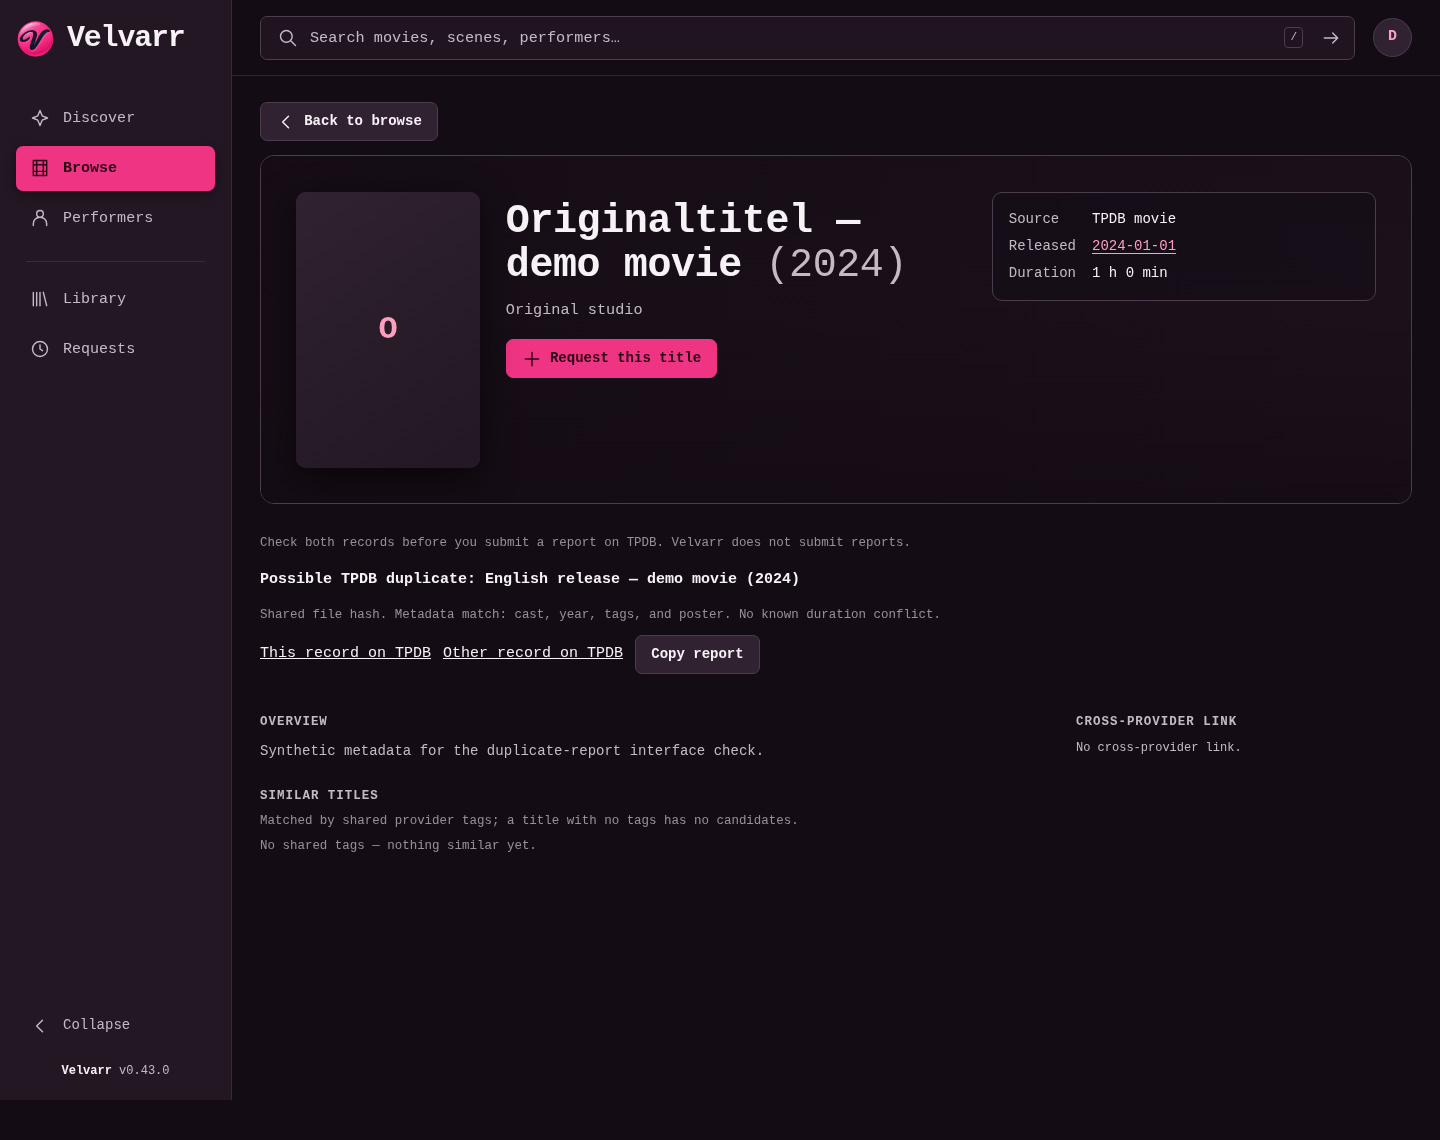 Velvarr
Search movies, scenes, performers…
/
D
Discover
Browse
Performers
Library
Requests
Back to browse
O
Originaltitel —
demo movie (2024)
Original studio
Request this title
Source TPDB movie
Released 2024-01-01
Duration 1 h 0 min
Check both records before you submit a report on TPDB. Velvarr does not submit reports.
Possible TPDB duplicate: English release — demo movie (2024)
Shared file hash. Metadata match: cast, year, tags, and poster. No known duration conflict.
This record on TPDB Other record on TPDB Copy report
OVERVIEW
Synthetic metadata for the duplicate-report interface check.
CROSS-PROVIDER LINK
No cross-provider link.
SIMILAR TITLES
Matched by shared provider tags; a title with no tags has no candidates.
No shared tags — nothing similar yet.
Collapse
Velvarr v0.43.0